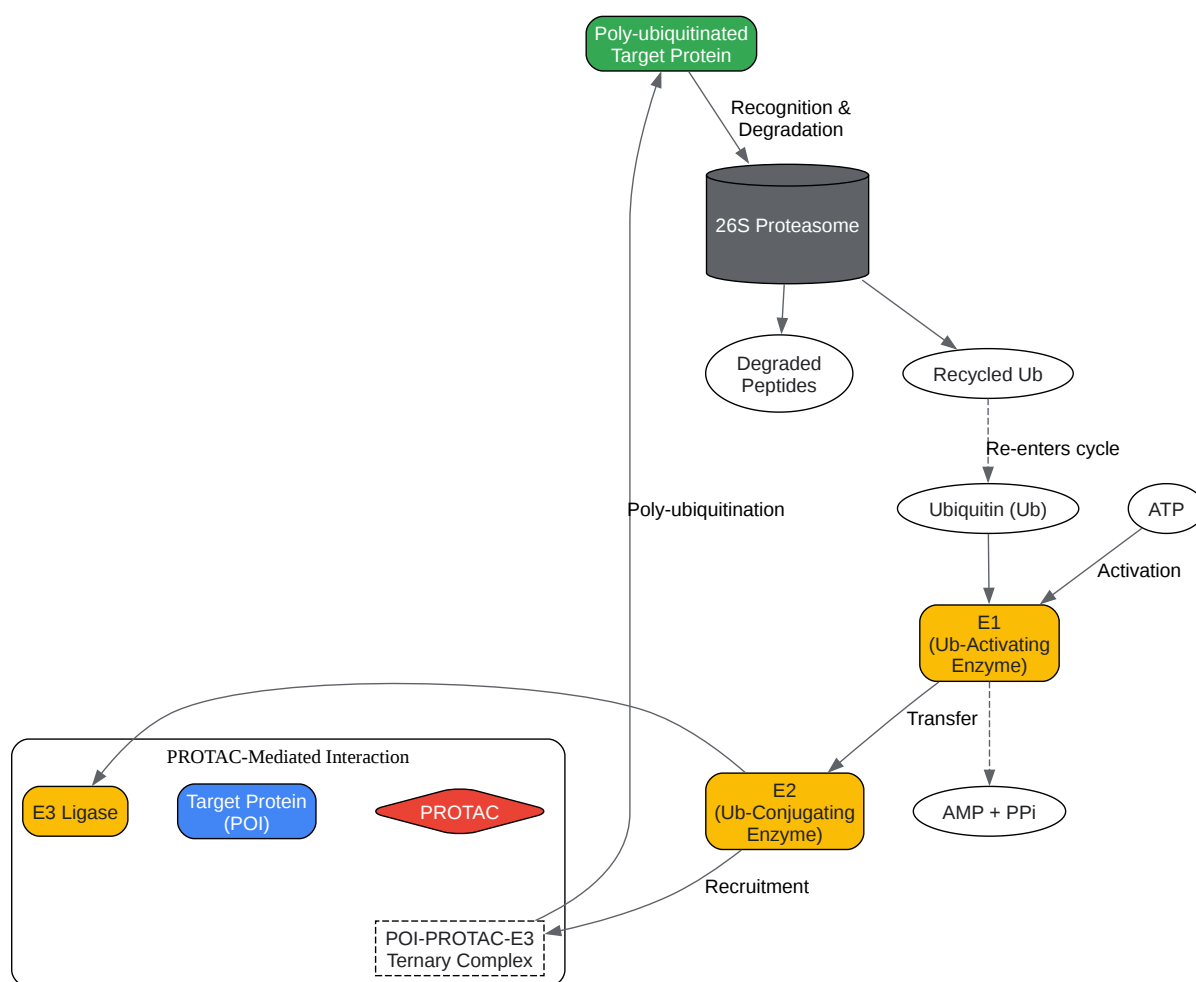 Poly-ubiquitinated
Target Protein
Recognition &
Degradation
26S Proteasome
Degraded
Peptides
Recycled Ub
Re-enters cycle
Poly-ubiquitination
Ubiquitin (Ub)
ATP
Activation
E1
(Ub-Activating
Enzyme)
Transfer
PROTAC-Mediated Interaction
E3 Ligase
Target Protein
(POI)
PROTAC
E2
(Ub-Conjugating
Enzyme)
AMP + PPi
Recruitment
POI-PROTAC-E3
Ternary Complex